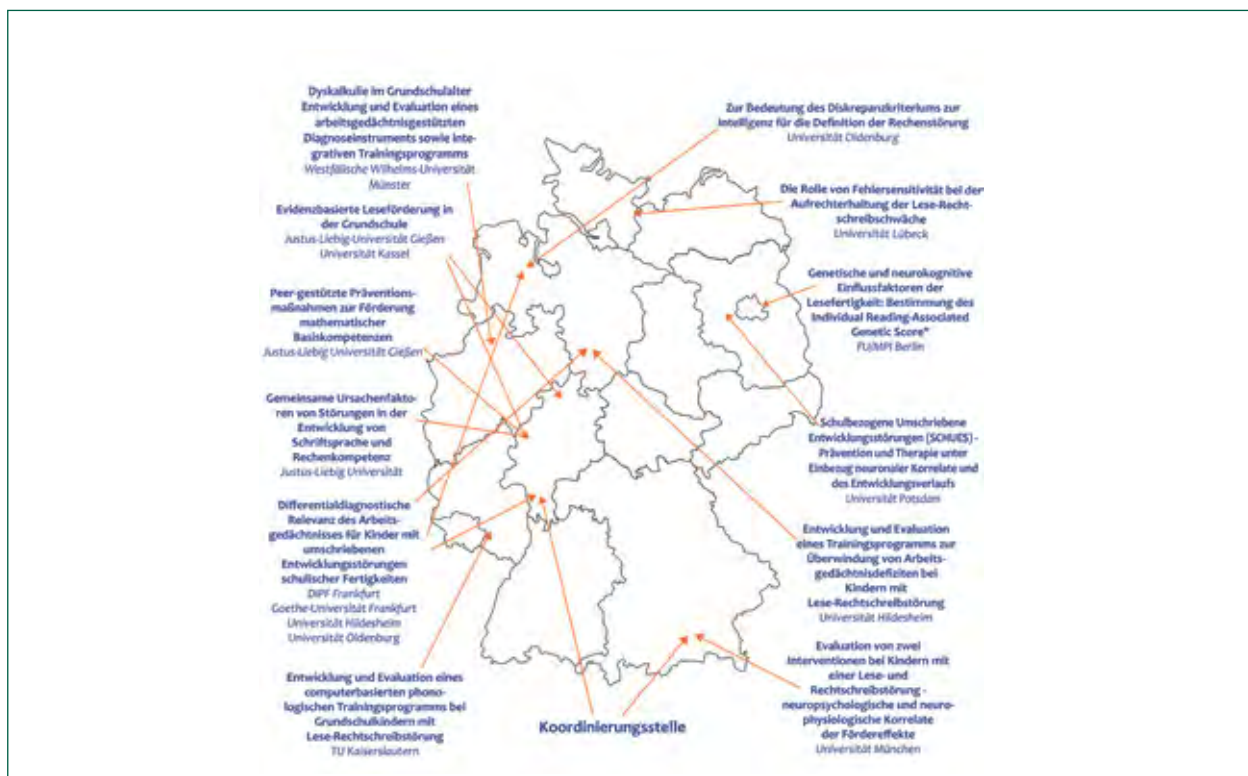 Dyskalkulie im Grundschulalter
Entwicklung und Evaluation eines
arbeitsgedächtnisgestützten
Diagnoseinstruments sowie inte-
grativen Trainingsprogramms
Westfälische Wilhelms-Universität
Münster
Evidenzbasierte Leseförderung in
der Grundschule
Justus-Liebig-Universität Gießen
Universität Kassel
Peer-gestützte Präventions-
maßnahmen zur Förderung
mathematischer
Basiskompetenzen
Justus-Liebig Universität Gießen
Gemeinsame Ursachenfakto-
ren von Störungen in der
Entwicklung von
Schriftsprache und
Rechenkompetenz
Justus-Liebig Universität
Differentialdiagnostische
Relevanz des Arbeits-
gedächtnisses für Kinder mit
umschriebenen
Entwicklungsstörungen
schulischer Fertigkeiten
DIPF Frankfurt
Goethe-Universität Frankfurt
Universität Hildesheim
Universität Oldenburg
Entwicklung und Evaluation eines
computerbasierten phono-
logischen Trainingsprogramms bei
Grundschulkindern mit
Lese-Rechtschreibstörung
TU Kaiserslautern
Koordinierungsstelle
Zur Bedeutung des Diskrepanzkriteriums zur
Intelligenz für die Definition der Rechenstörung
Universität Oldenburg
Die Rolle von Fehlersensitivität bei der
Aufrechterhaltung der Lese-Recht-
schreibschwäche
Universität Lübeck
Genetische und neurokognitive
Einflussfaktoren der
Lesefertigkeit: Bestimmung des
Individual Reading-Associated
Genetic Score"
FU/MPI Berlin
Schulbezogene Umschriebene
Entwicklungsstörungen (SCHUES) -
Prävention und Therapie unter
Einbezug neuronaler Korrelate und
des Entwicklungsverlaufs
Universität Potsdam
Entwicklung und Evaluation
eines Trainingsprogramms zur
Überwindung von Arbeits-
gedächtnisdefiziten bei
Kindern mit
Lese-Rechtschreibstörung
Universität Hildesheim
Evaluation von zwei
Interventionen bei Kindern mit
einer Lese- und
Rechtschreibstörung -
neuropsychologische und neuro-
physiologische Korrelate
der Fördereffekte
Universität München